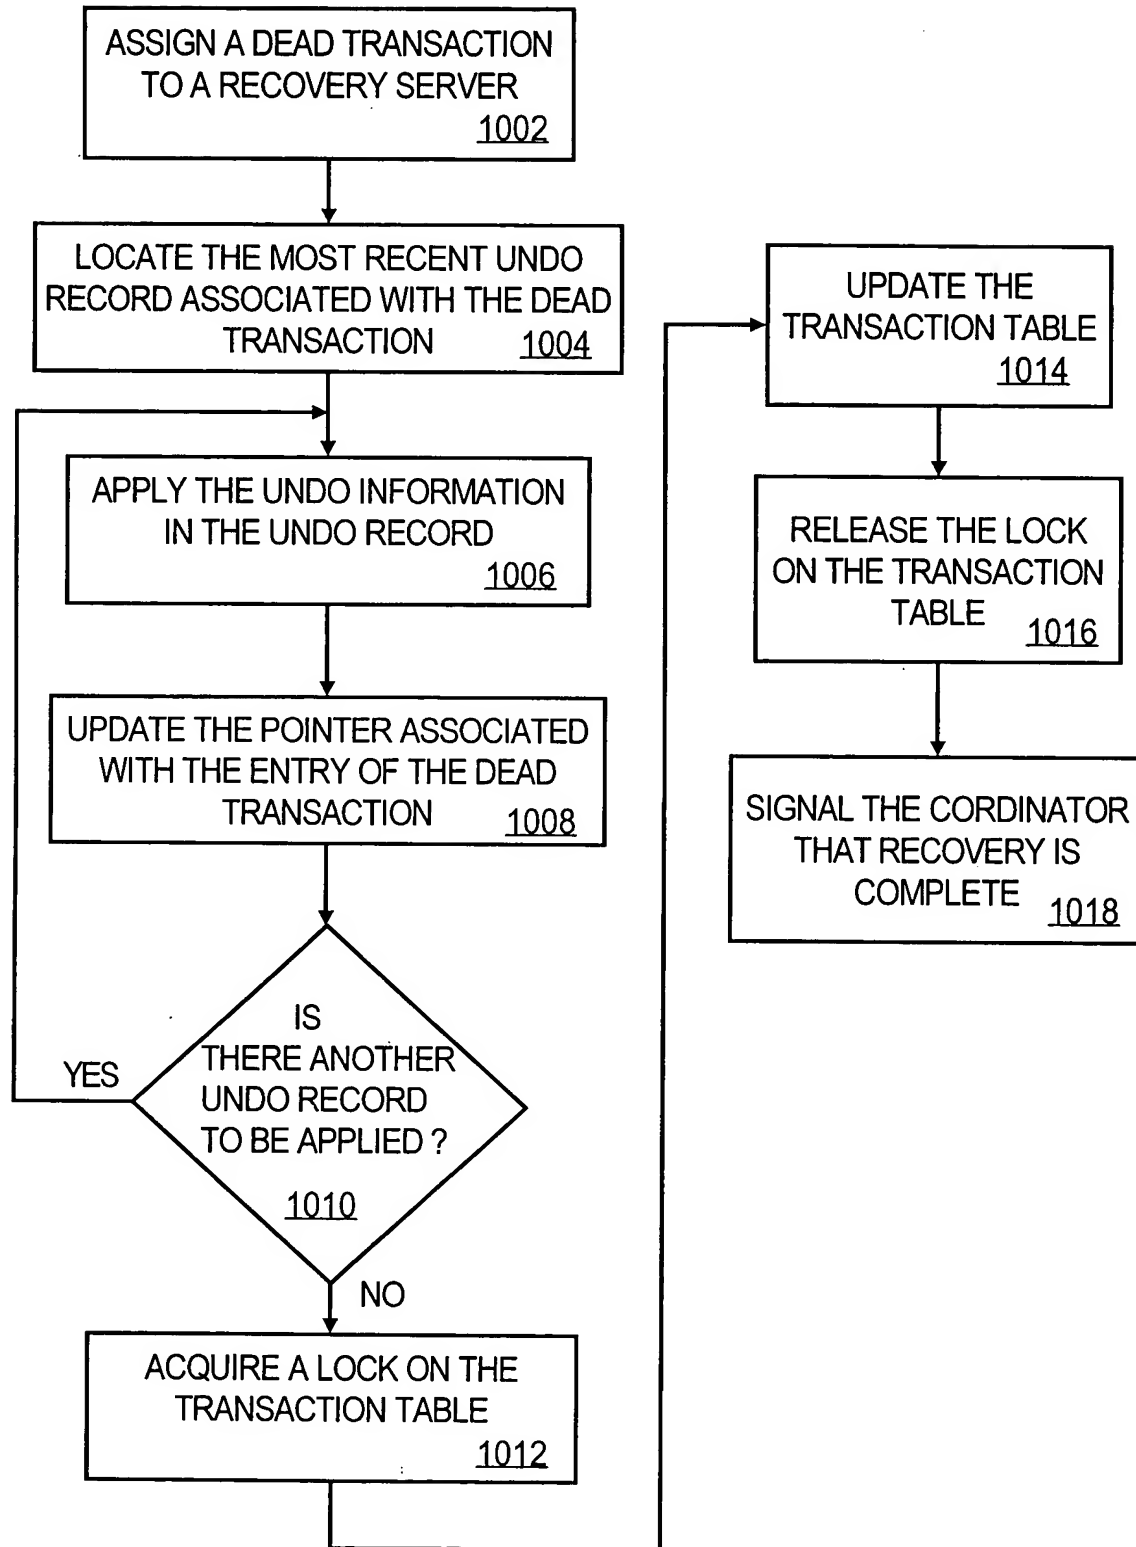 ASSIGN A DEAD TRANSACTION
TO A RECOVERY SERVER
1002
LOCATE THE MOST RECENT UNDO
RECORD ASSOCIATED WITH THE DEAD
TRANSACTION 1004
APPLY THE UNDO INFORMATION
IN THE UNDO RECORD
1006
UPDATE THE POINTER ASSOCIATED
WITH THE ENTRY OF THE DEAD
TRANSACTION 1008
IS
THERE ANOTHER
UNDO RECORD
TO BE APPLIED ?
1010
YES
NO
ACQUIRE A LOCK ON THE
TRANSACTION TABLE
1012
UPDATE THE
TRANSACTION TABLE
1014
RELEASE THE LOCK
ON THE TRANSACTION
TABLE 1016
SIGNAL THE CORDINATOR
THAT RECOVERY IS
COMPLETE 1018